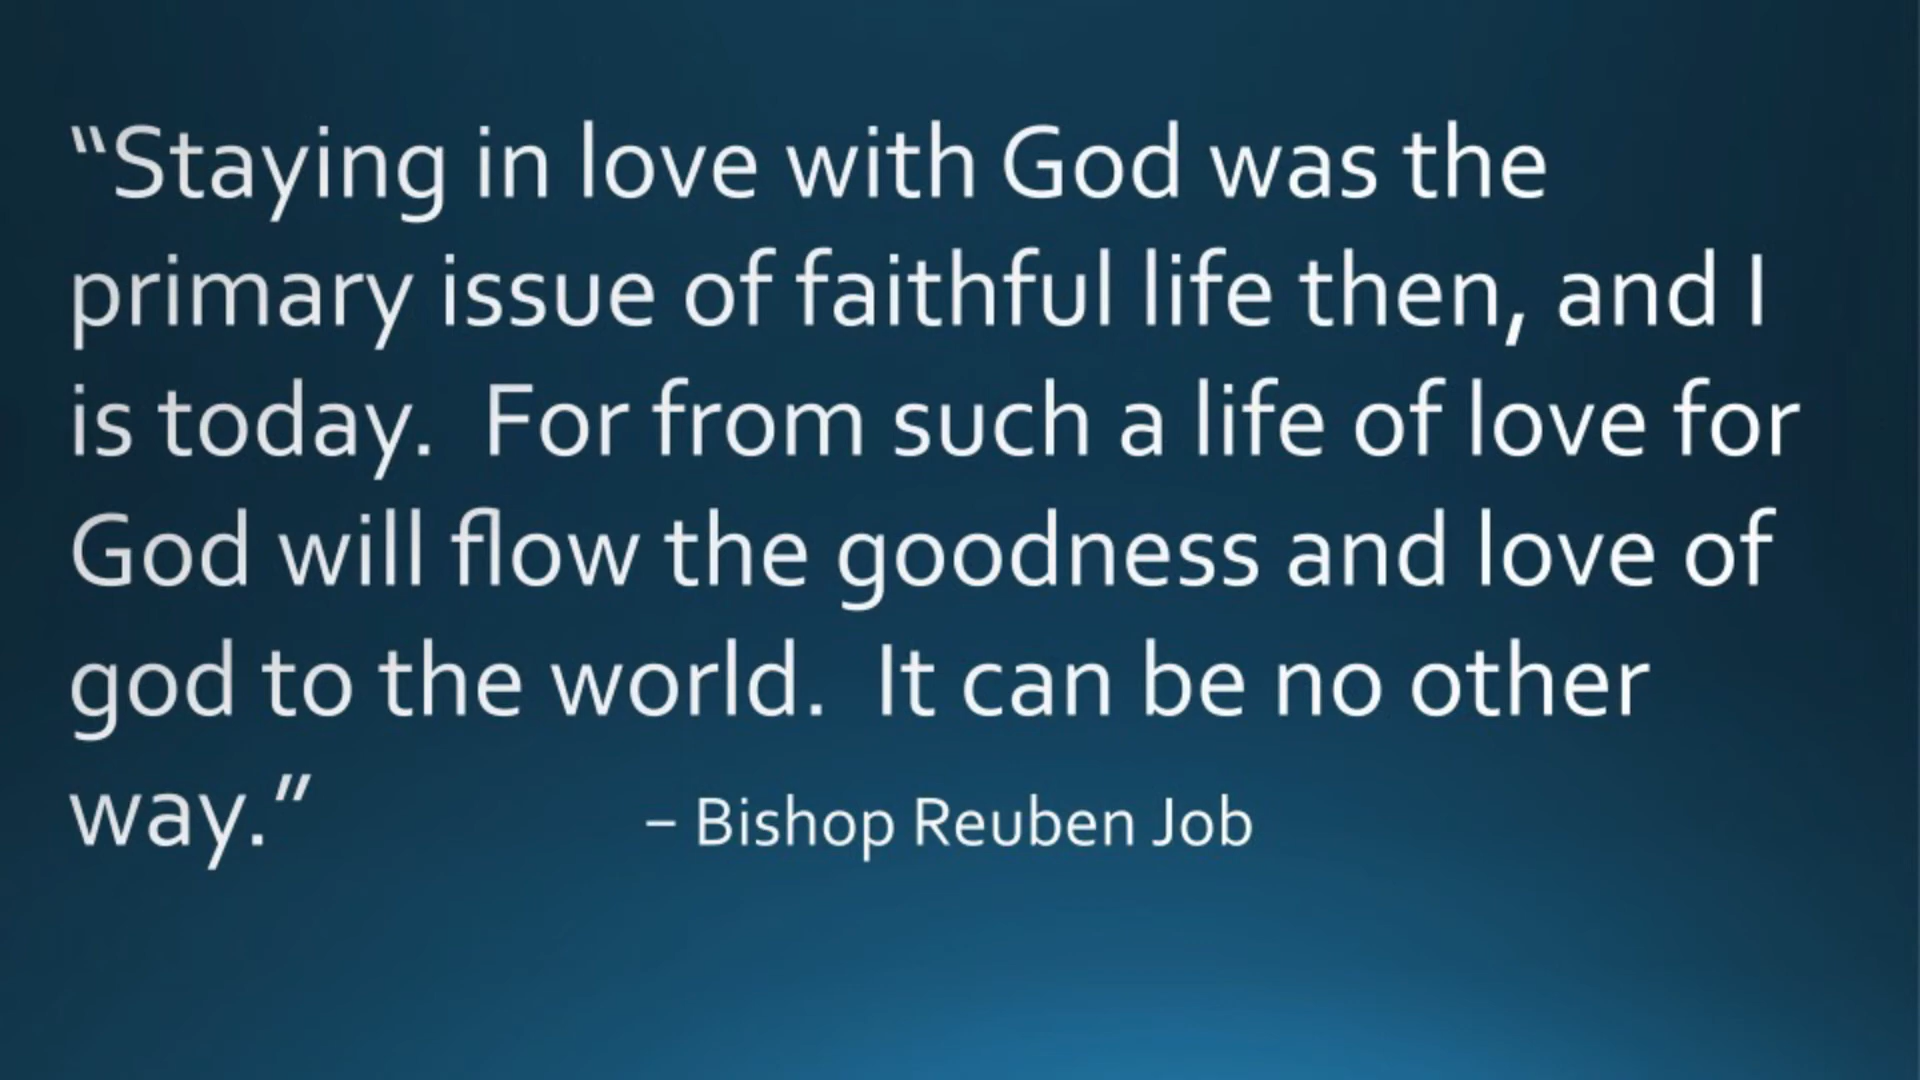 “Staying in love with God was the
primary issue of faithful life then, and I
is today.  For from such a life of love for
God will flow the goodness and love of
god to the world.  It can be no other
way.” – Bishop Reuben Job